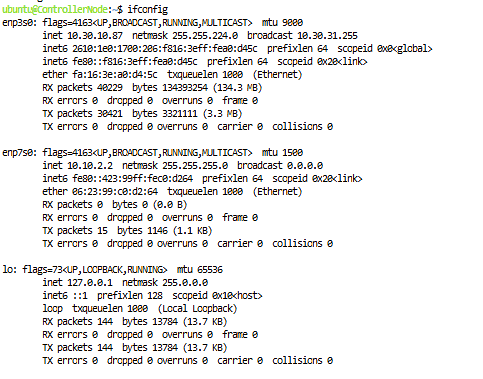 ubuntu@ControllerNode:~$ ifconfig
enp3s0: flags=4163<UP,BROADCAST,RUNNING,MULTICAST>  mtu 9000
        inet 10.30.10.87  netmask 255.255.224.0  broadcast 10.30.31.255
        inet6 2610:1e0:1700:206:f816:3eff:fea0:d45c  prefixlen 64  scopeid 0x0<global>
        inet6 fe80::f816:3eff:fea0:d45c  prefixlen 64  scopeid 0x20<link>
        ether fa:16:3e:a0:d4:5c  txqueuelen 1000  (Ethernet)
        RX packets 40229  bytes 134393254 (134.3 MB)
        RX errors 0  dropped 0  overruns 0  frame 0
        TX packets 30421  bytes 3321111 (3.3 MB)
        TX errors 0  dropped 0 overruns 0  carrier 0  collisions 0

enp7s0: flags=4163<UP,BROADCAST,RUNNING,MULTICAST>  mtu 1500
        inet 10.10.2.2  netmask 255.255.255.0  broadcast 0.0.0.0
        inet6 fe80::423:99ff:fec0:d264  prefixlen 64  scopeid 0x20<link>
        ether 06:23:99:c0:d2:64  txqueuelen 1000  (Ethernet)
        RX packets 0  bytes 0 (0.0 B)
        RX errors 0  dropped 0  overruns 0  frame 0
        TX packets 15  bytes 1146 (1.1 KB)
        TX errors 0  dropped 0 overruns 0  carrier 0  collisions 0

lo: flags=73<UP,LOOPBACK,RUNNING>  mtu 65536
        inet 127.0.0.1  netmask 255.0.0.0
        inet6 ::1  prefixlen 128  scopeid 0x10<host>
        loop  txqueuelen 1000  (Local Loopback)
        RX packets 144  bytes 13784 (13.7 KB)
        RX errors 0  dropped 0  overruns 0  frame 0
        TX packets 144  bytes 13784 (13.7 KB)
        TX errors 0  dropped 0 overruns 0  carrier 0  collisions 0